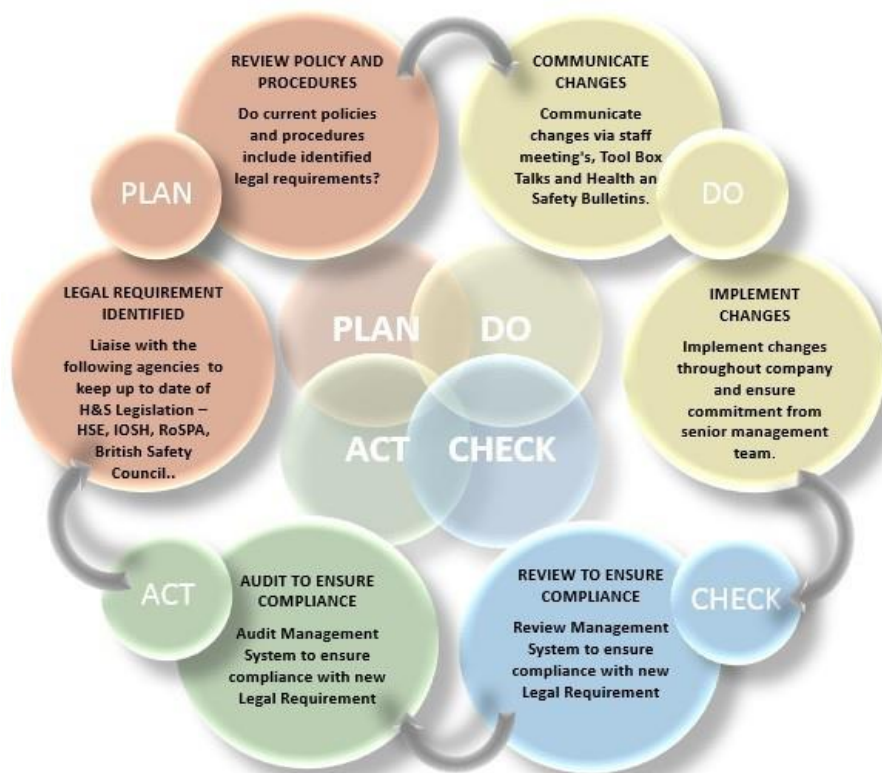 REVIEW POLICY AND
PROCEDURES
Do current policies
and procedures
include identified
legal requirements?
COMMUNICATE
CHANGES
Communicate
changes via staff
meeting's, Tool Box
Talks and Health an
Safety Bulletins.
PLAN
DO
LEGAL REQUIREMENT
IDENTIFIED
Liaise with the
following agencies to
keep up to date of
H&S Legislation –
HSE, IOSH, RoSPA,
British Safety
Council..
PLAN
DO
ACT
CHECK
IMPLEMENT
CHANGES
Implement changes
throughout company
and ensure
commitment from
senior management
team.
ACT
AUDIT TO ENSURE
COMPLIANCE
Audit Management
System to ensure
compliance with new
Legal Requirement
REVIEW TO ENSURE
COMPLIANCE
Review Management
System to ensure
compliance with new
Legal Requirement
CHECK